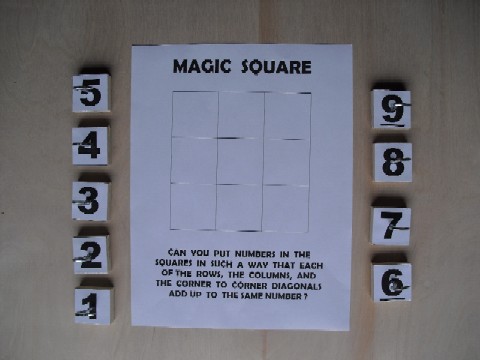 MAGIC SQUARE
5
4
3
2
1
9
8
7
6
CAN YOU PUT NUMBERS IN THE
SQUARES IN SUCH A WAY THAT EACH
OF THE ROWS, THE COLUMNS, AND
THE CORNER TO CORNER DIAGONALS
ADD UP TO THE SAME NUMBER?